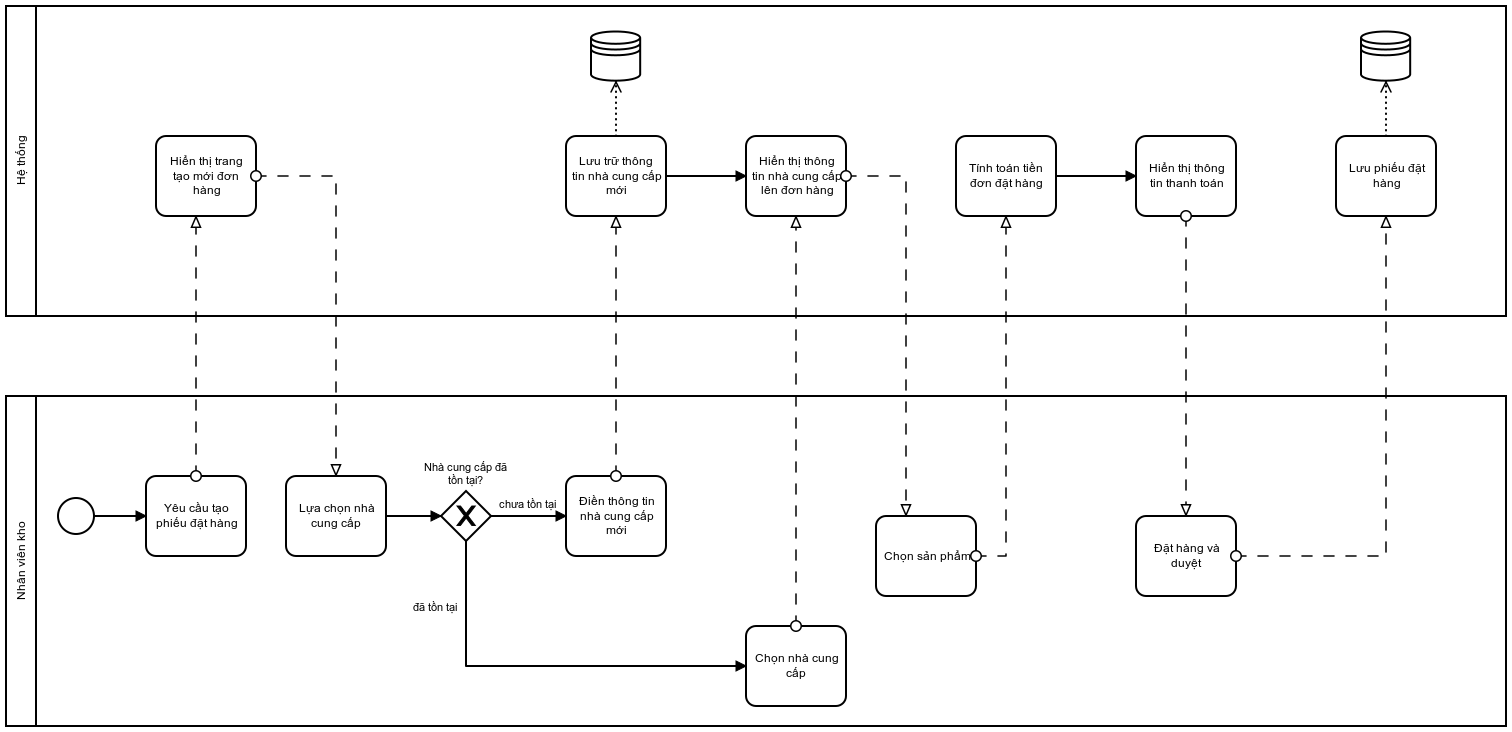 Hệ thống
Hiển thị trang
tạo mới đơn
hàng
Lưu trữ thông
tin nhà cung cấp
mới
Hiển thị thông
tin nhà cung cấp
lên đơn hàng
Tính toán tiền
đơn đặt hàng
Hiển thị thông
tin thanh toán
Lưu phiếu đặt
hàng
Nhân viên kho
Yêu cầu tạo
phiếu đặt hàng
Lựa chọn nhà
cung cấp
Nhà cung cấp đã
tồn tại?
chưa tồn tại
Điền thông tin
nhà cung cấp
mới
đã tồn tại
Chọn nhà cung
cấp
Chọn sản phẩm
Đặt hàng và
duyệt